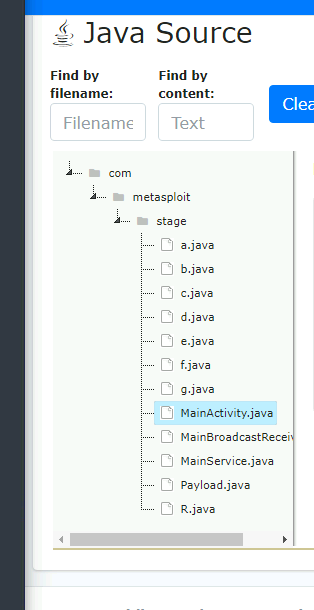 Java Source
Find by filename:
Find by content:
Filename
Text
Clea
com
metasploit
stage
a.java
b.java
c.java
d.java
e.java
f.java
g.java
MainActivity.java
MainBroadcastReceiv
MainService.java
Payload.java
R.java